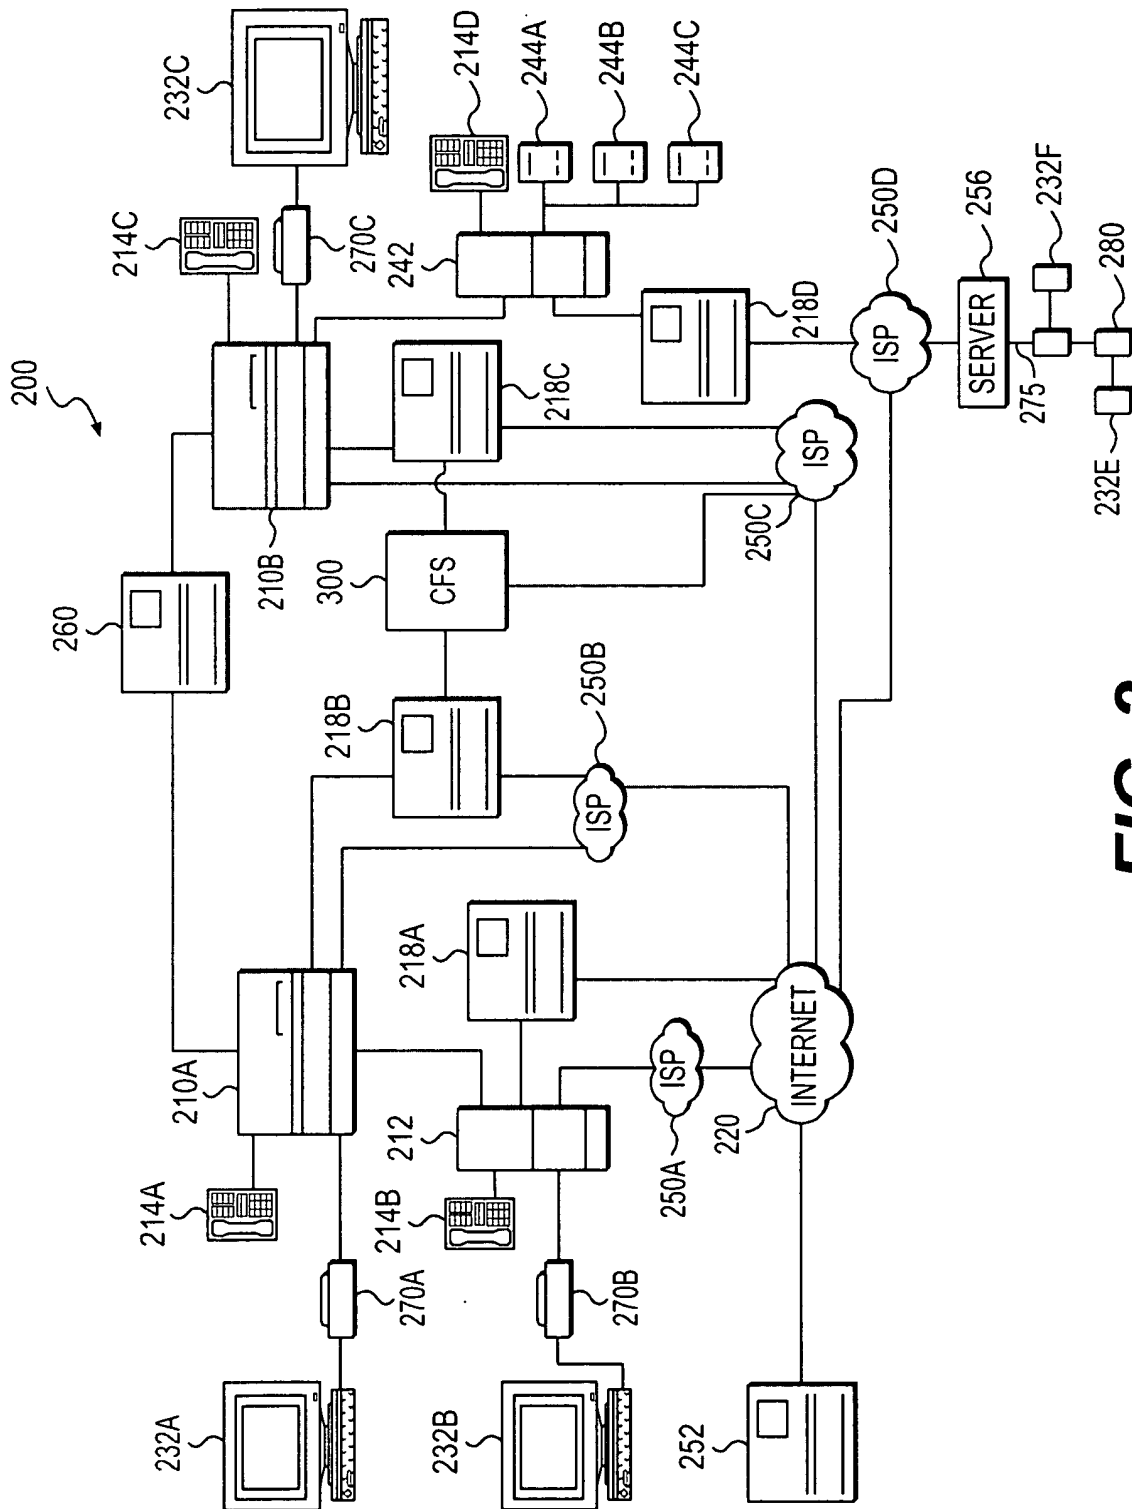 200
260
210A
210B
214A
214B
214C
214D
232A
232B
232C
270A
270B
270C
212
218A
218B
218C
218D
300
CFS
242
244A
244B
244C
250A
ISP
250B
ISP
250C
ISP
250D
ISP
220
INTERNET
252
SERVER
256
275
232E
232F
280
FIG.